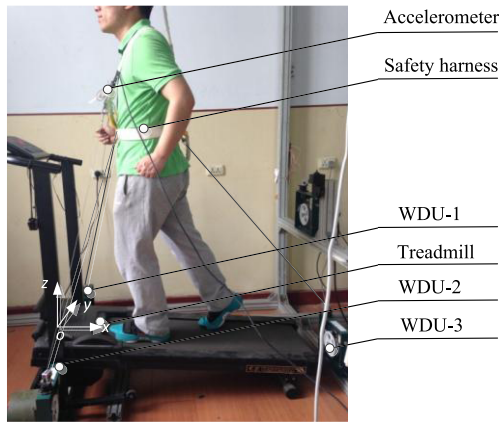 Accelerometer
Safety harness
WDU-1
Treadmill
WDU-2
WDU-3
z
y
o
x